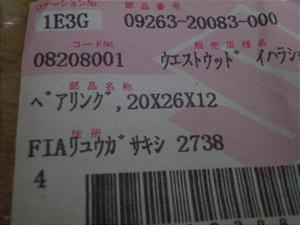 ロケーションNo. 部品番号
1E3G 09263-20083-000
コードNo. 販売店様名
08208001 ウエストウッド イハラショ
部品名称
ベアリング,20X26X12
住所
FIAリュウガサキシ 2738
4